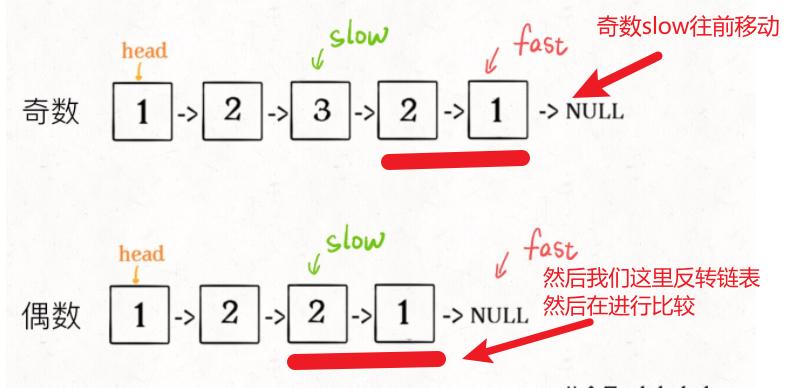 奇数slow往前移动
head slow fast
奇数 1 -> 2 -> 3 -> 2 -> 1 -> NULL
head slow fast
然后我们这里反转链表
然后在进行比较
偶数 1 -> 2 -> 2 -> 1 -> NULL